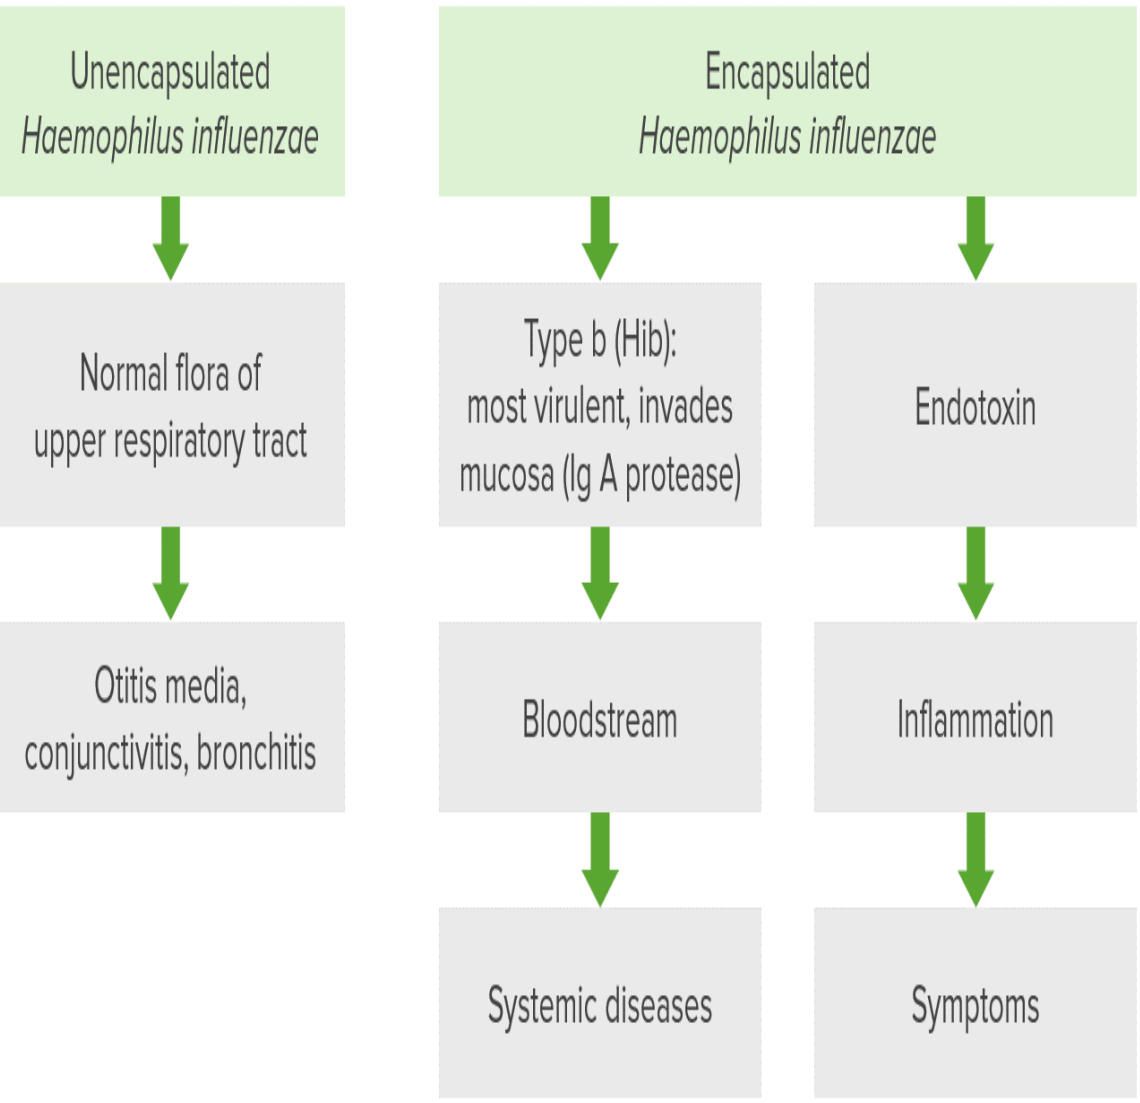 Unencapsulated
Haemophilus influenzae
Normal flora of
upper respiratory tract
Otitis media,
conjunctivitis, bronchitis
Encapsulated
Haemophilus influenzae
Type b (Hib):
most virulent, invades
mucosa (Ig A protease)
Bloodstream
Systemic diseases
Endotoxin
Inflammation
Symptoms